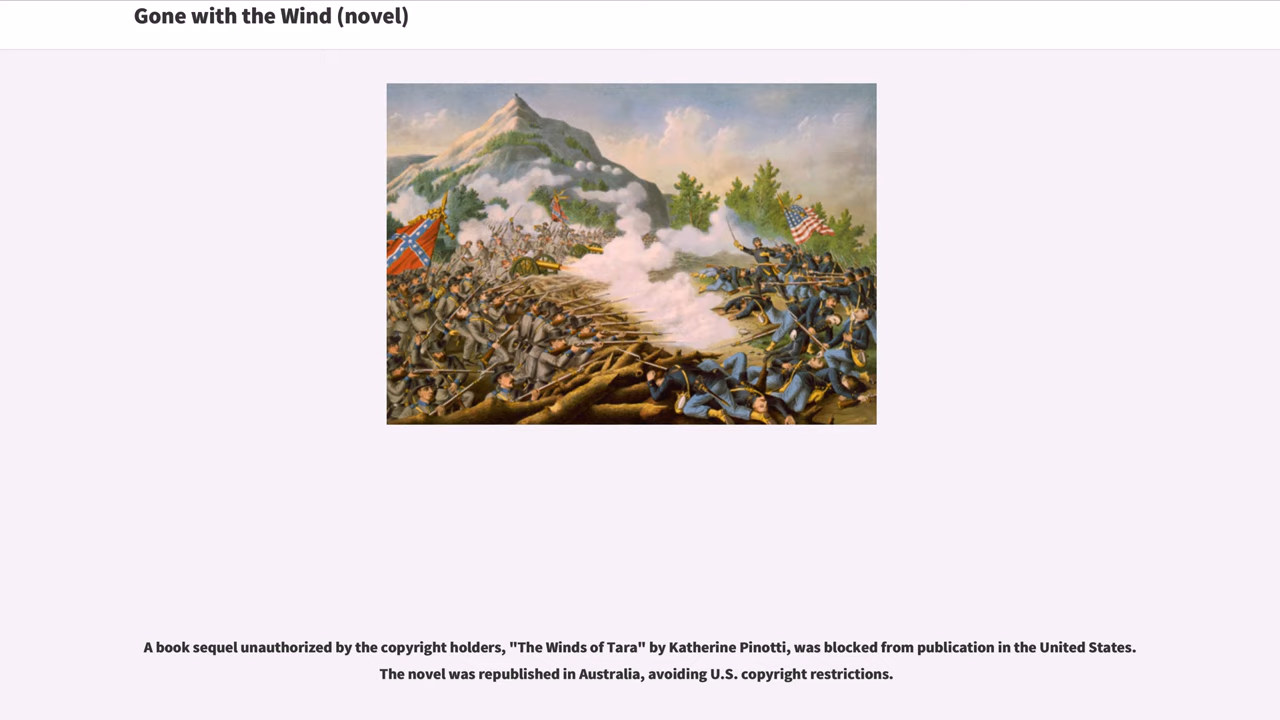 Gone with the Wind (novel)
A book sequel unauthorized by the copyright holders, "The Winds of Tara" by Katherine Pinotti, was blocked from publication in the United States.
The novel was republished in Australia, avoiding U.S. copyright restrictions.